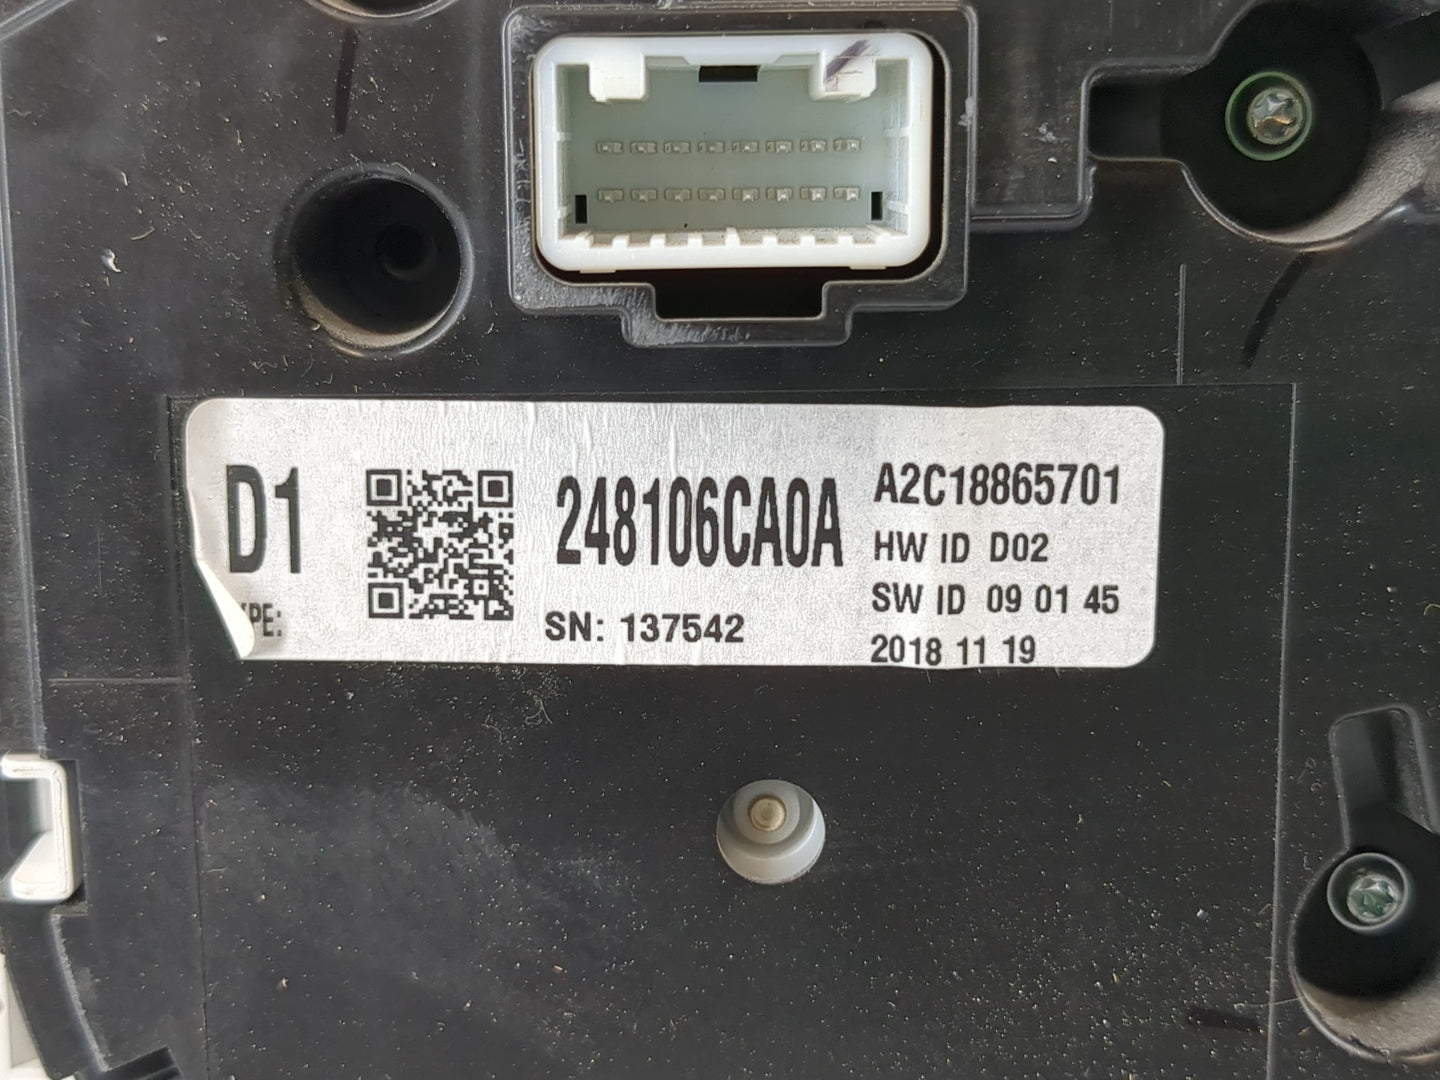 D1
248106CA0A
SN: 137542
A2C18865701
HW ID D02
SW ID 09 01 45
2018 11 19